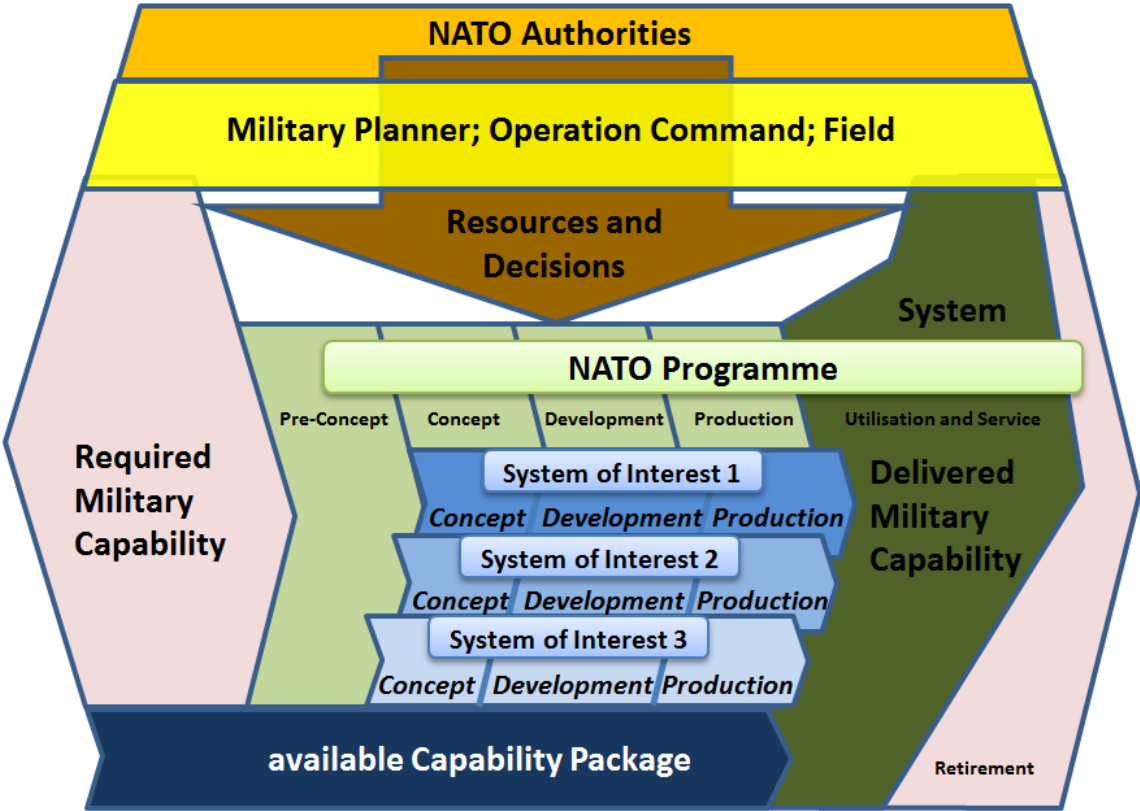 NATO Authorities
Military Planner; Operation Command; Field
Resources and
Decisions
System
NATO Programme
Pre-Concept
Concept
Development
Production
Utilisation and Service
Required
Military
Capability
System of Interest 1
Concept
Development
Production
System of Interest 2
Concept
Development
Production
System of Interest 3
Concept
Development
Production
Delivered
Military
Capability
available Capability Package
Retirement